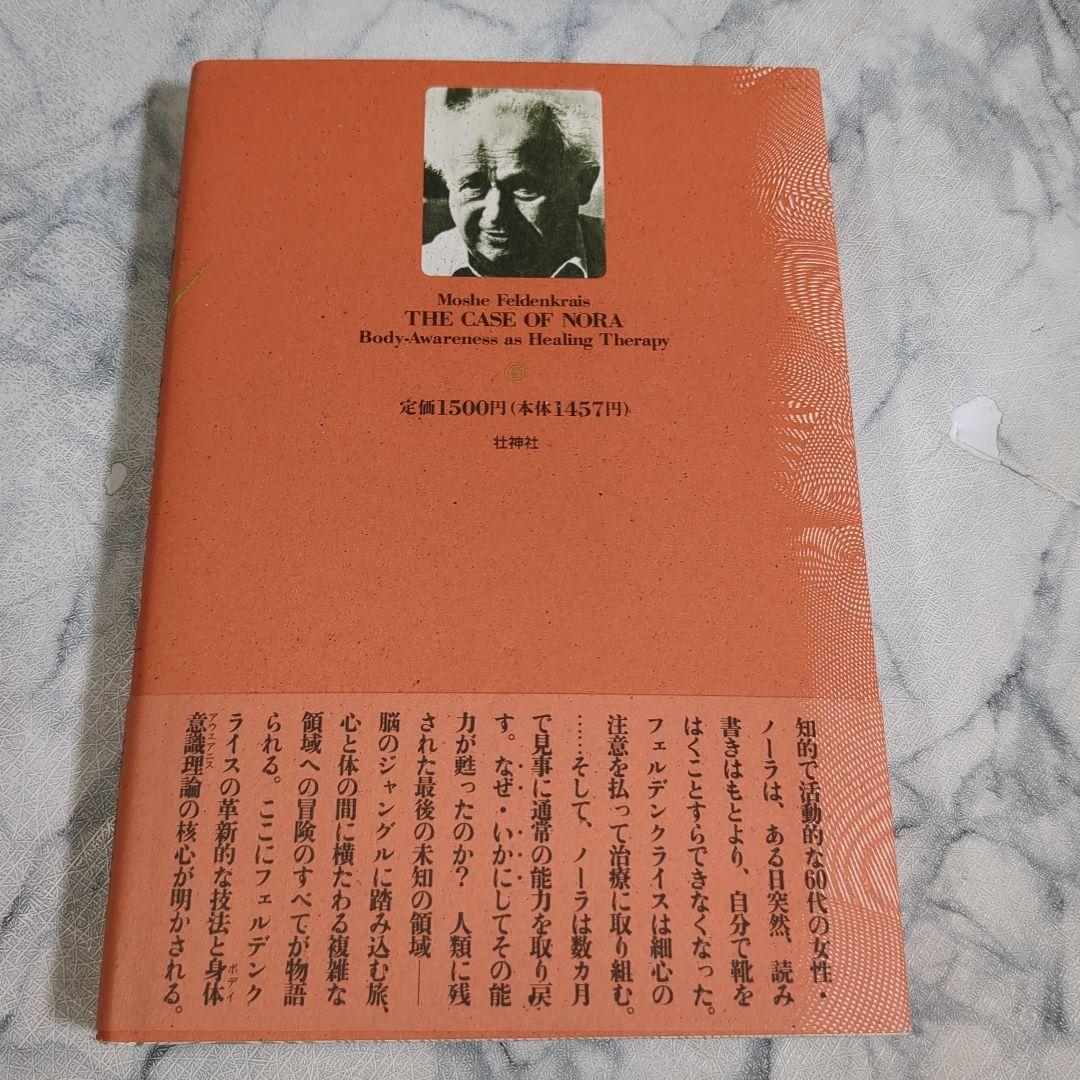 Moshe Feldenkrais
THE CASE OF NORA
Body-Awareness as Healing Therapy
定価1500円(本体1457円)
壮神社
知的で活動的な60代の女性・
ノーラは、ある日突然、読み
書きはもとより、自分で靴を
はくことすらできなくなった。
フェルデンクライスは細心の
注意を払って治療に取り組む。
……そして、ノーラは数カ月
で見事に通常の能力を取り戻
す。なぜ・いかにしてその能
力が甦ったのか? 人類に残
された最後の未知の領域――
脳のジャングルに踏み込む旅、
心と体の間に横たわる複雑な
領域への冒険のすべてが物語
られる。ここにフェルデンク
ライスの革新的な技法と身体ボディ
意識アウェアニス理論の核心が明かされる。